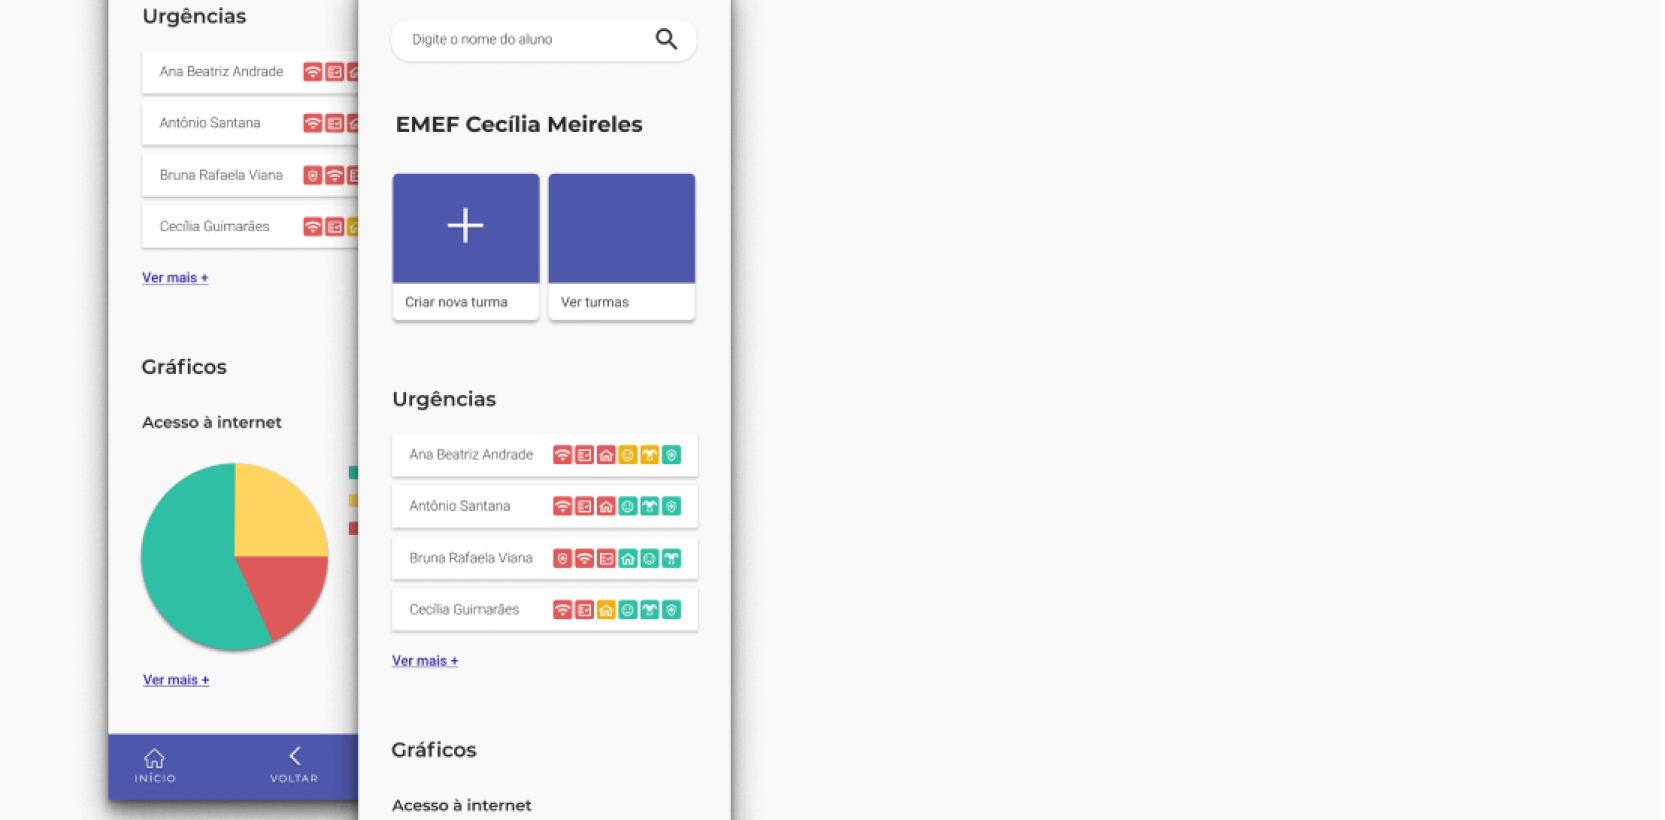 Urgências
Ana Beatriz Andrade
Antônio Santana
Bruna Rafaela Viana
Cecília Guimarães
Ver mais +
Gráficos
Acesso à internet
Ver mais +
INÍCIO
VOLTAR
Digite o nome do aluno
EMEF Cecília Meireles
Criar nova turma
Ver turmas
Urgências
Ana Beatriz Andrade
Antônio Santana
Bruna Rafaela Viana
Cecília Guimarães
Ver mais +
Gráficos
Acesso à internet